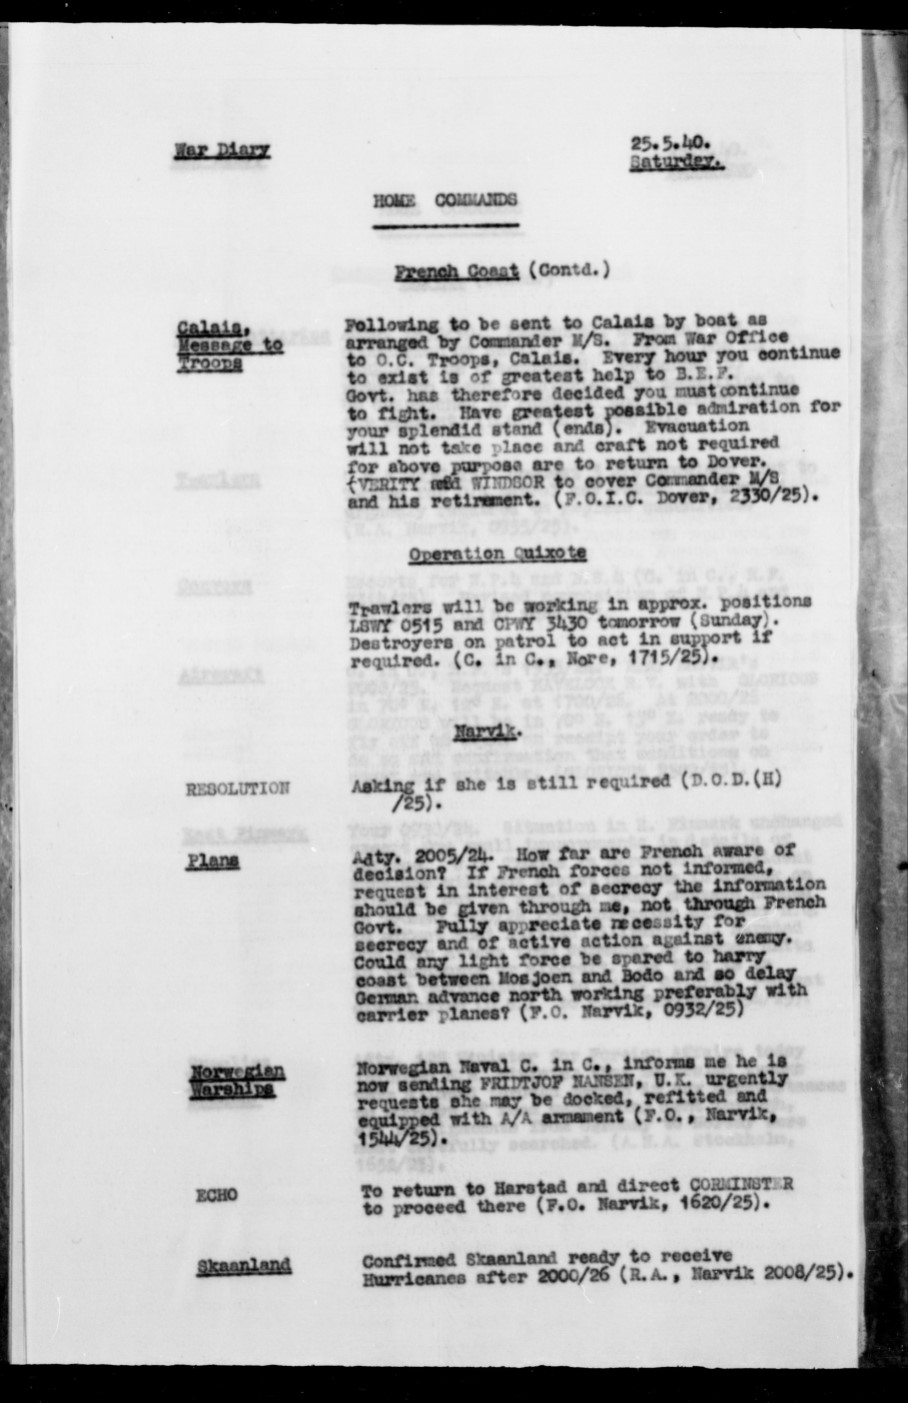 War Diary
25.5.40.
Saturday.
HOME COMMANDS
French Coast (Contd.)
Calais,
Message to
Troops
Following to be sent to Calais by boat as
arranged by Commander M/S. From War Office
to O.C. Troops, Calais. Every hour you continue
to exist is of greatest help to B.E.F.
Govt. has therefore decided you must continue
to fight. Have greatest possible admiration for
your splendid stand (ends). Evacuation
will not take place and craft not required
for above purpose are to return to Dover.
(VERITY and WINDSOR to cover Commander M/S
and his retirement. (F.O.I.C. Dover, 2330/25).
Operation Quixote
Trawlers will be working in approx. positions
LSWY 0515 and CPWY 3430 tomorrow (Sunday).
Destroyers on patrol to act in support if
required. (C. in C., Nore, 1715/25).
Narvik.
RESOLUTION
Asking if she is still required (D.O.D.(H)
/25).
Plans
Adty. 2005/24. How far are French aware of
decision? If French forces not informed,
request in interest of secrecy the information
should be given through me, not through French
Govt. Fully appreciate necessity for
secrecy and of active action against enemy.
Could any light force be spared to harry
coast between Mosjoen and Bodo and so delay
German advance north working preferably with
carrier planes? (F.O. Narvik, 0932/25)
Norwegian
Warships
Norwegian Naval C. in C., informs me he is
now sending FRIDTJOF NANSEN, U.K. urgently
requests she may be docked, refitted and
equipped with A/A armament (F.O., Narvik,
1544/25).
ECHO
To return to Harstad and direct CORMINSTER
to proceed there (F.O. Narvik, 1620/25).
Skaanland
Confirmed Skaanland ready to receive
Hurricanes after 2000/26 (R.A., Narvik 2008/25).